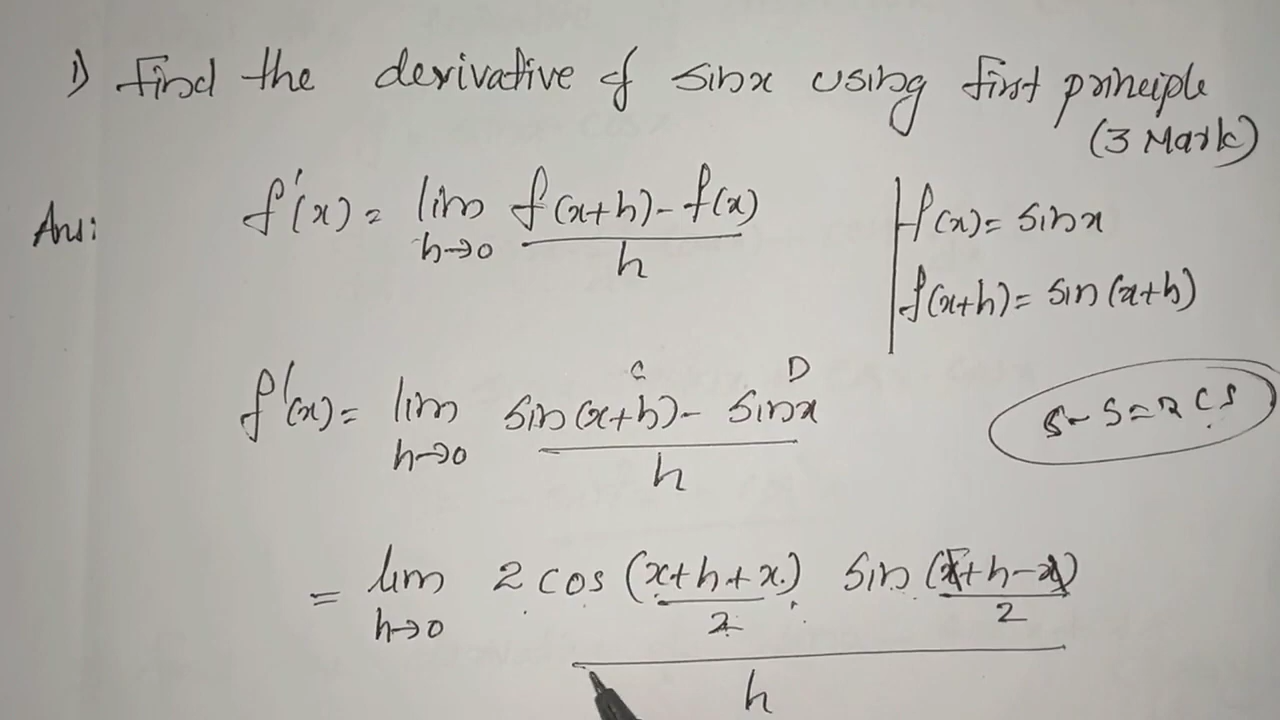 1) Find the derivative of sinx using first principle
(3 Mark)
Ans:
f'(x) = lim h→0 f(x+h) - f(x) / h
f(x) = sinx
f(x+h) = sin(x+h)
C D
f'(x) = lim h→0 sin(x+h) - sinx / h
S - S = 2 CS
= lim h→0 2 cos (x+h+x)/2 sin (x+h-x)/2 / h